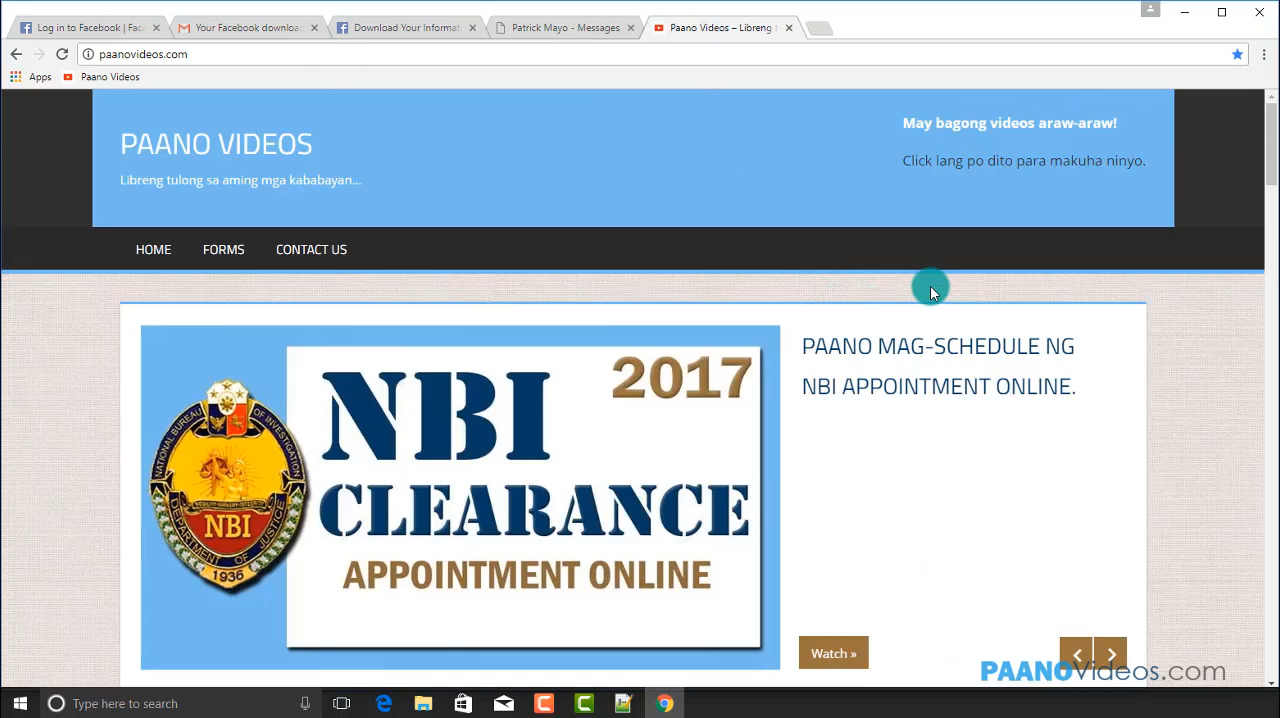 Log in to Facebook | Fac
Your Facebook download
Download Your Informat
Patrick Mayo - Messages
Paano Videos – Libreng t
paanovideos.com
Apps
Paano Videos
PAANO VIDEOS
Libreng tulong sa aming mga kababayan...
May bagong videos araw-araw!
Click lang po dito para makuha ninyo.
HOME
FORMS
CONTACT US
2017
NBI
CLEARANCE
APPOINTMENT ONLINE
NATIONAL BUREAU OF INVESTIGATION
NBI
DEPARTMENT OF JUSTICE
1936
PAANO MAG-SCHEDULE NG
NBI APPOINTMENT ONLINE.
Watch »
PAANOVideos.com
Type here to search